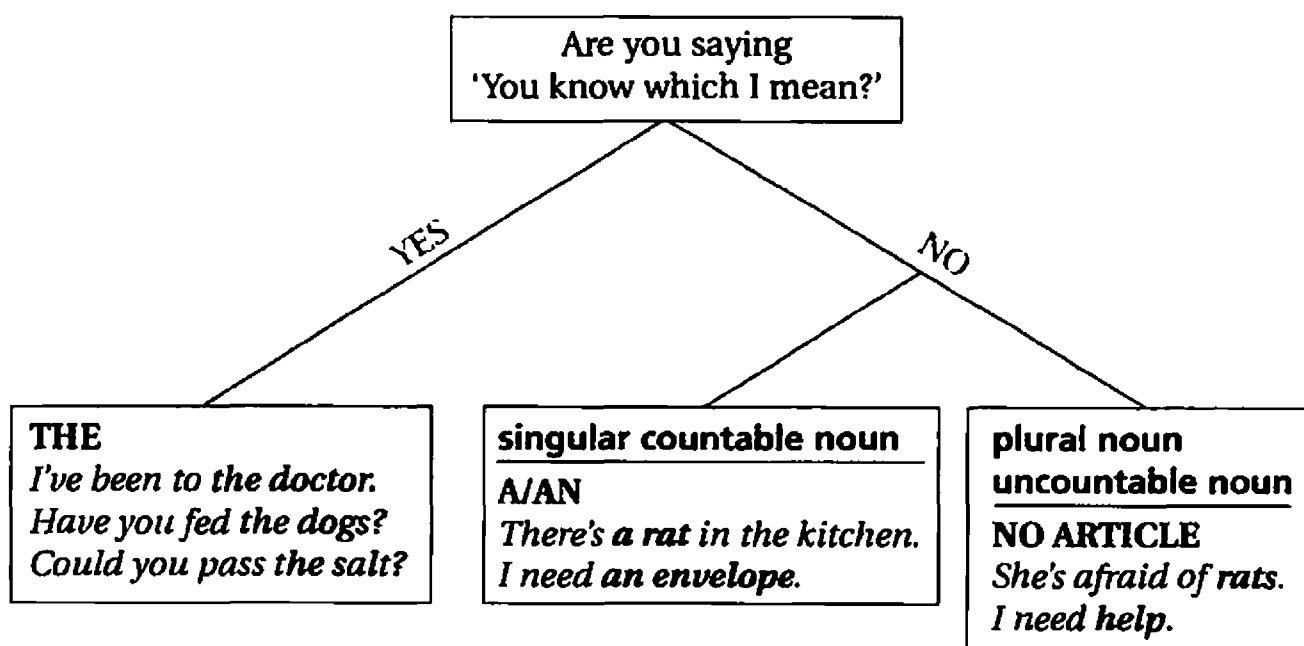 Are you saying
'You know which I mean?'
YES
NO
THE
I've been to the doctor.
Have you fed the dogs?
Could you pass the salt?
singular countable noun
A/AN
There's a rat in the kitchen.
I need an envelope.
plural noun
uncountable noun
NO ARTICLE
She's afraid of rats.
I need help.